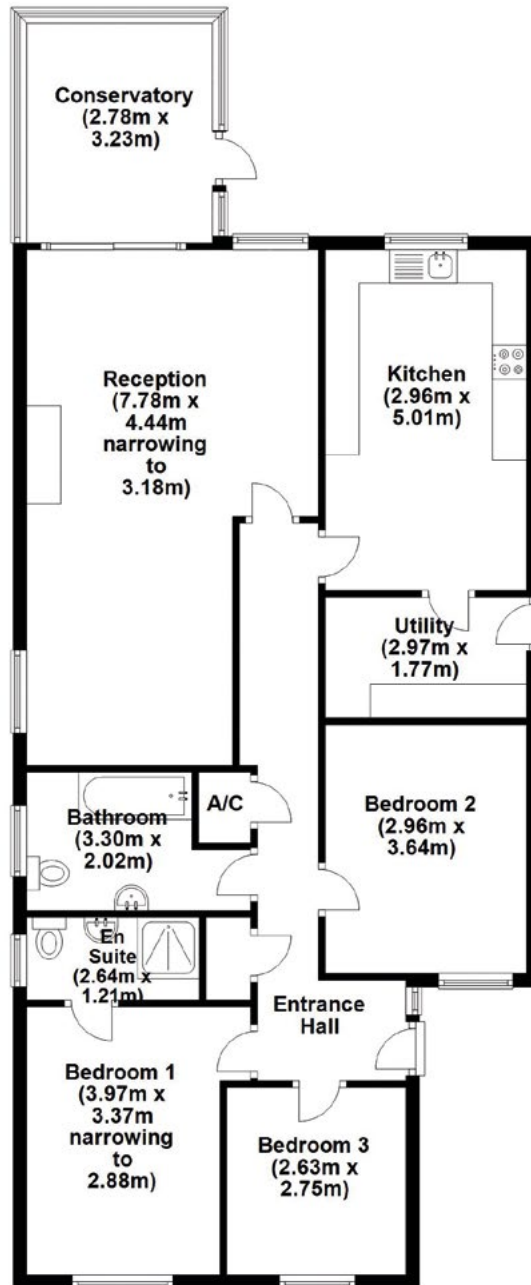 Conservatory
(2.78m x
3.23m)
Reception
(7.78m x
4.44m
narrowing
to
3.18m)
Kitchen
(2.96m x
5.01m)
Utility
(2.97m x
1.77m)
Bathroom
(3.30m x
2.02m)
A/C
Bedroom 2
(2.96m x
3.64m)
En
Suite
(2.64m x
1.21m)
Entrance
Hall
Bedroom 1
(3.97m x
3.37m
narrowing
to
2.88m)
Bedroom 3
(2.63m x
2.75m)